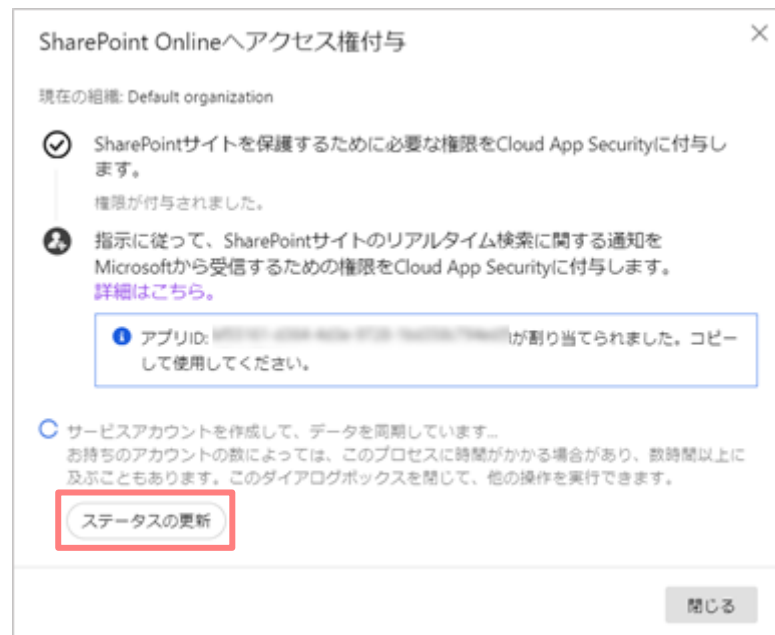 SharePoint Onlineへアクセス権付与
現在の組織: Default organization
SharePointサイトを保護するために必要な権限をCloud App Securityに付与し
ます。
権限が付与されました。
指示に従って、SharePointサイトのリアルタイム検索に関する通知を
Microsoftから受信するための権限をCloud App Securityに付与します。
詳細はこちら。
アプリID: が割り当てられました。コピー
して使用してください。
サービスアカウントを作成して、データを同期しています...
お持ちのアカウントの数によっては、このプロセスに時間がかかる場合があり、数時間以上に
及ぶこともあります。このダイアログボックスを閉じて、他の操作を実行できます。
ステータスの更新
閉じる